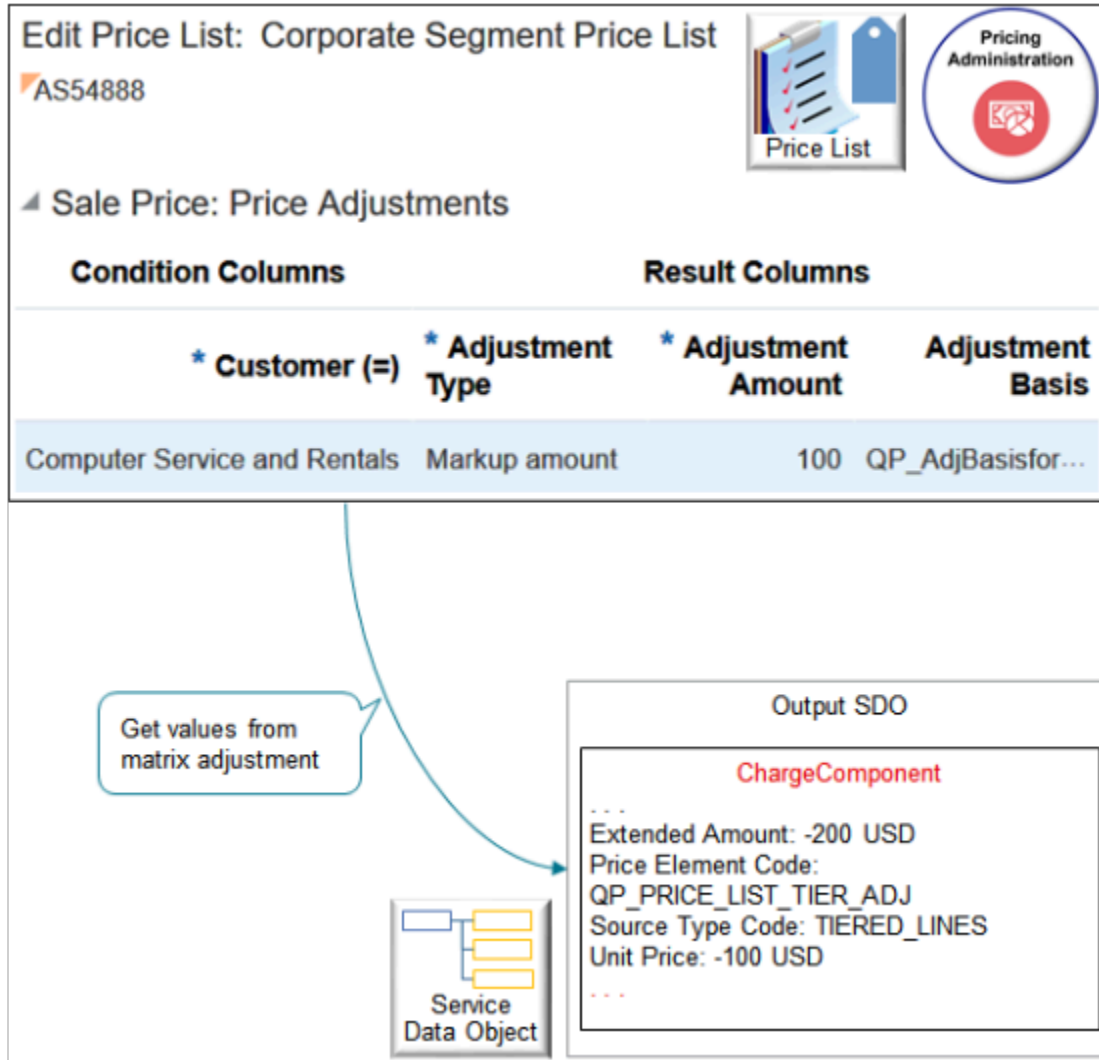 Edit Price List: Corporate Segment Price List
AS54888
Price List
Pricing
Administration
Sale Price: Price Adjustments
Condition Columns Result Columns
* Customer (=) * Adjustment Type * Adjustment Amount Adjustment Basis
Computer Service and Rentals Markup amount 100 QP_AdjBasisfor...
Get values from
matrix adjustment
Output SDO
ChargeComponent
. . .
Extended Amount: -200 USD
Price Element Code:
QP_PRICE_LIST_TIER_ADJ
Source Type Code: TIERED_LINES
Unit Price: -100 USD
. . .
Service
Data Object